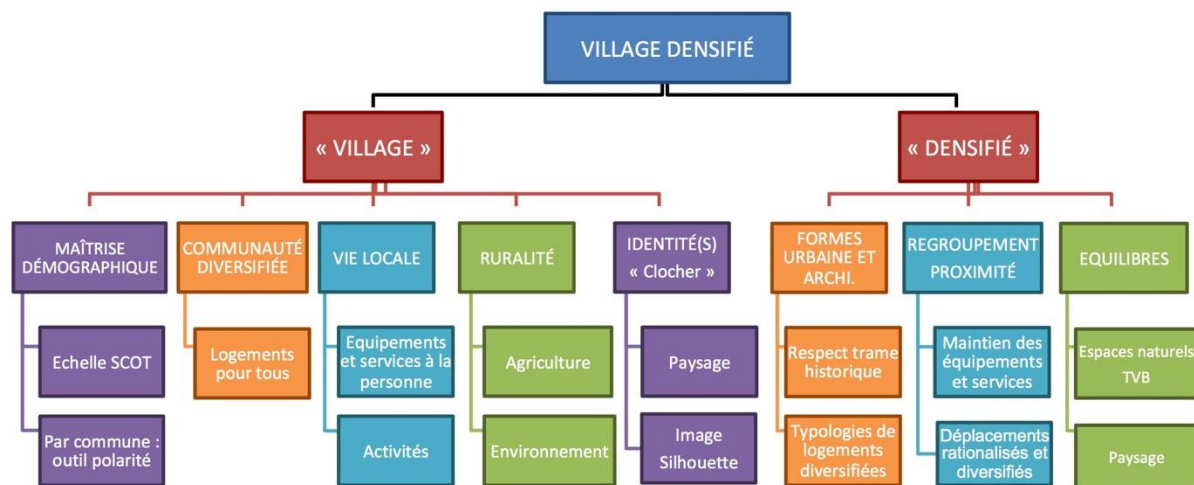 VILLAGE DENSIFIÉ
« VILLAGE »
« DENSIFIÉ »
MAÎTRISE
DÉMOGRAPHIQUE
COMMUNAUTÉ
DIVERSIFIÉE
VIE LOCALE
RURALITÉ
IDENTITÉ(S)
« Clocher »
FORMES
URBAINE ET
ARCHI.
REGROUPEMENT
PROXIMITÉ
EQUILIBRES
Echelle SCOT
Logements
pour tous
Equipements
et services à la
personne
Agriculture
Paysage
Respect trame
historique
Maintien des
équipements
et services
Espaces naturels
TVB
Par commune :
outil polarité
Activités
Environnement
Image
Silhouette
Typologies de
logements
diversifiées
Déplacements
rationalisés et
diversifiés
Paysage